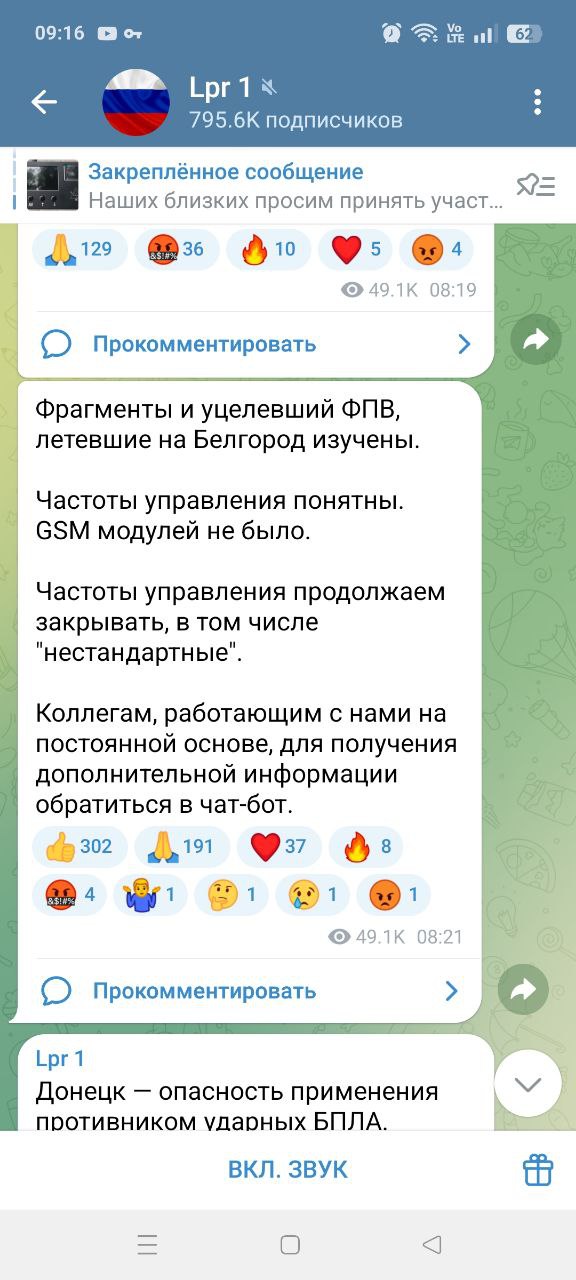 09:16
Vo LTE
62
Lpr 1
795.6K подписчиков
Закреплённое сообщение
Наших близких просим принять участ...
129 36 10 5 4
49.1K 08:19
Прокомментировать
Фрагменты и уцелевший ФПВ,
летевшие на Белгород изучены.
Частоты управления понятны.
GSM модулей не было.
Частоты управления продолжаем
закрывать, в том числе
"нестандартные".
Коллегам, работающим с нами на
постоянной основе, для получения
дополнительной информации
обратиться в чат-бот.
302 191 37 8
&$!#% 4 1 1 1 1
49.1K 08:21
Прокомментировать
Lpr 1
Донецк — опасность применения
противником ударных БПЛА.
ВКЛ. ЗВУК